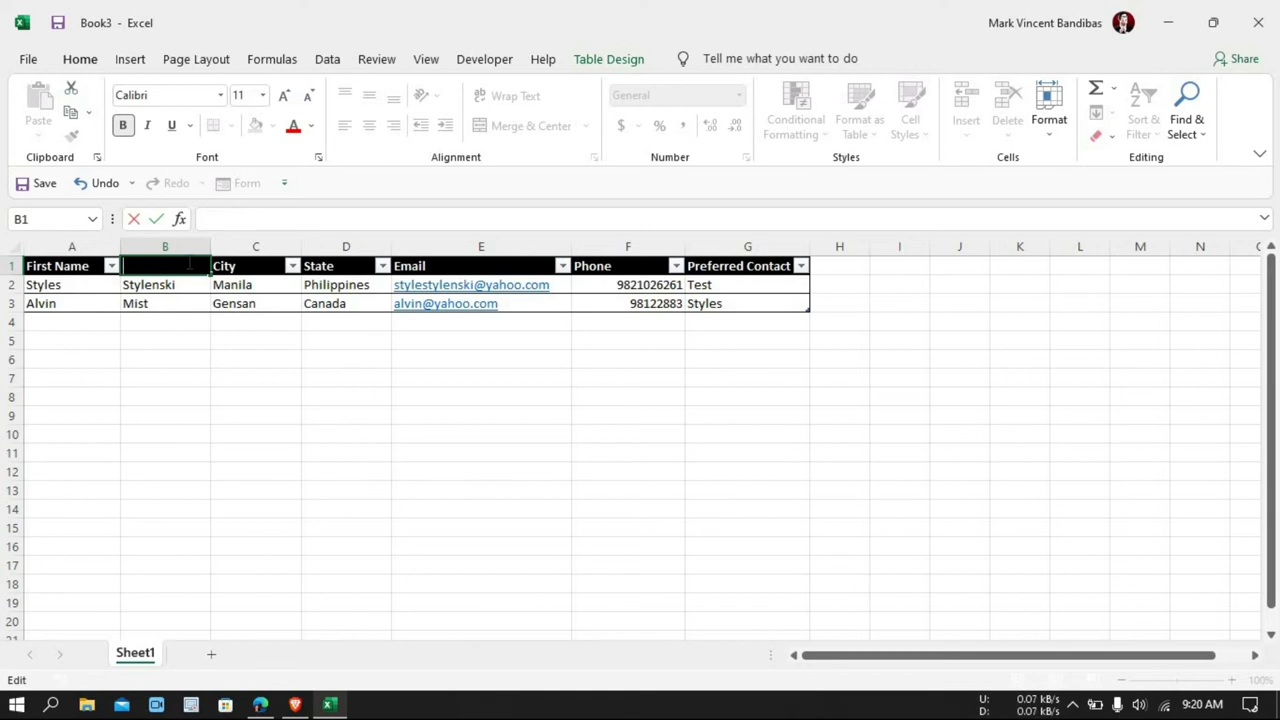 Book3 - Excel
Mark Vincent Bandibas
File Home Insert Page Layout Formulas Data Review View Developer Help Table Design Tell me what you want to do Share
Paste
Calibri 11
B I U A
Wrap Text
Merge & Center
General
$ % ,
Conditional Formatting
Format as Table
Cell Styles
Insert
Delete
Format
Sort & Filter
Find & Select
Clipboard Font Alignment Number Styles Cells Editing
Save Undo Redo Form
B1 fx
A B C D E F G H I J K L M N
1 First Name City State Email Phone Preferred Contact
2 Styles Stylenski Manila Philippines stylestylenski@yahoo.com 9821026261 Test
3 Alvin Mist Gensan Canada alvin@yahoo.com 98122883 Styles
4
5
6
7
8
9
10
11
12
13
14
15
16
17
18
19
20
21
Sheet1
Edit 100%
U: 0.07 kB/s
D: 0.07 kB/s
9:20 AM